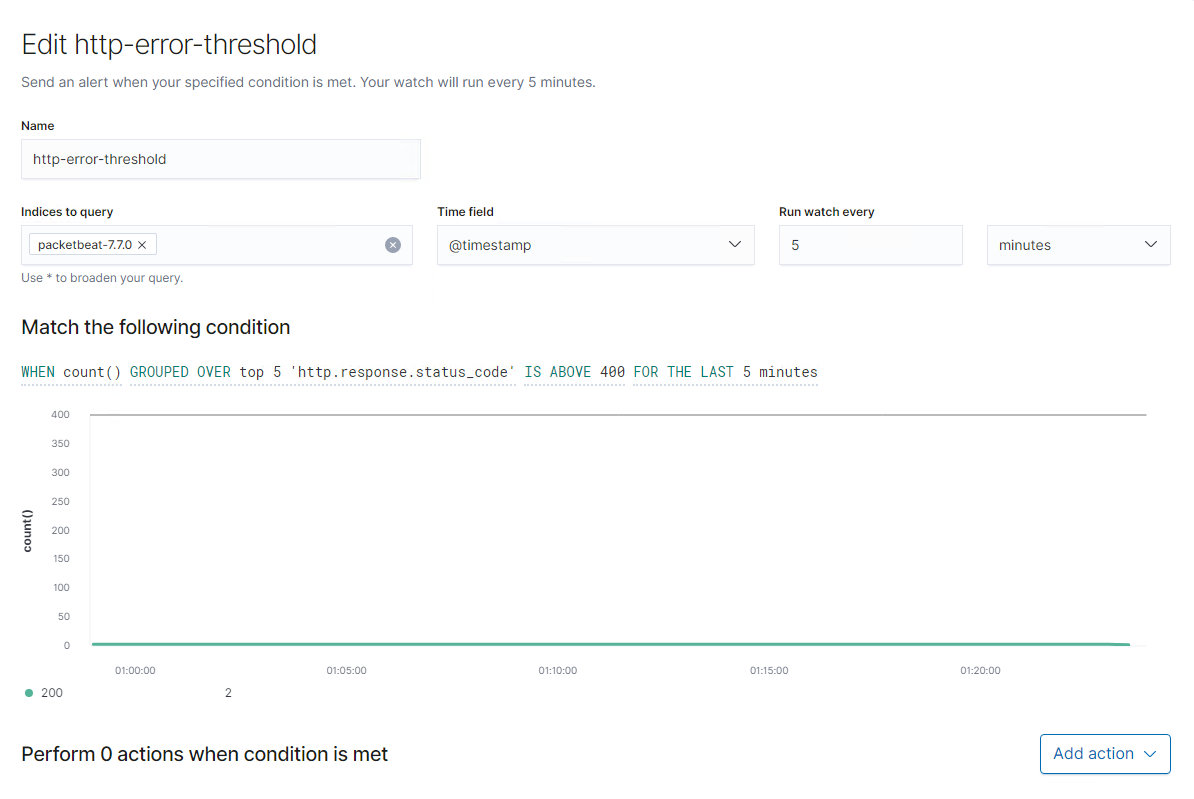 Edit http-error-threshold
Send an alert when your specified condition is met. Your watch will run every 5 minutes.
Name
http-error-threshold
Indices to query
Time field
Run watch every
packetbeat-7.7.0
@timestamp
5
minutes
Use * to broaden your query.
Match the following condition
WHEN count() GROUPED OVER top 5 'http.response.status_code' IS ABOVE 400 FOR THE LAST 5 minutes
400
350
300
250
200
150
100
50
0
count()
01:00:00 01:05:00 01:10:00 01:15:00 01:20:00
200 2
Perform 0 actions when condition is met
Add action